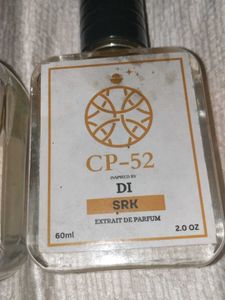 CP-52
INSPIRED BY
DI
SRK
EXTRAIT DE PARFUM
60ml 2.0 OZ